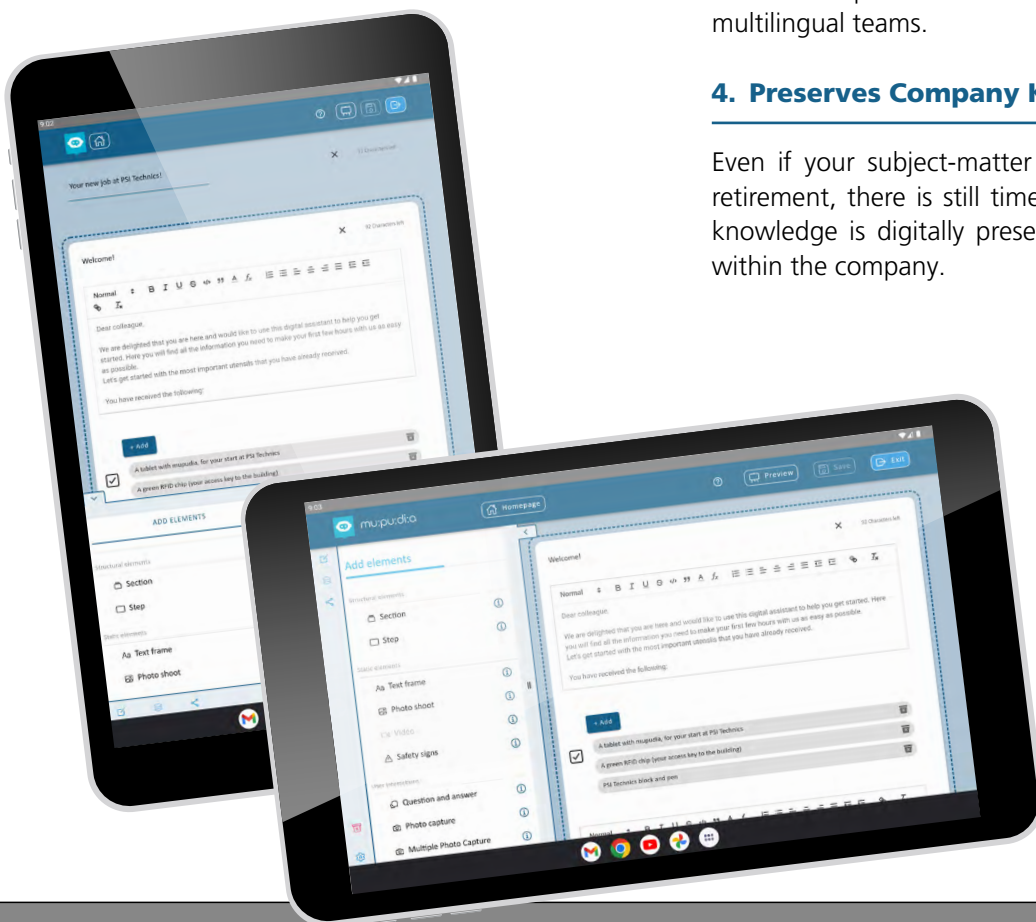 multilingual teams.
4. Preserves Company
Even if your subject-matter
retirement, there is still time
knowledge is digitally prese
within the company.
9:02
Your new job at PSI Technics!
Welcome!
92 Characters left
Normal
B I U S
Dear colleague,
We are delighted that you are here and would like to use this digital assistant to help you get
started. Here you will find all the information you need to make your first few hours with us as easy
as possible.
Let's get started with the most important utensils that you have already received.
You have received the following:
+ Add
A tablet with mupudia, for your start at PSI Technics
A green RFID chip (your access key to the building)
ADD ELEMENTS
Structural elements
Section
Step
Static elements
Aa Text frame
Photo shoot
9:03
mu:pu:di:a
Homepage
Preview
Save
Exit
Add elements
Structural elements
Section
Step
Static elements
Aa Text frame
Photo shoot
Video
Safety signs
User interactions
Question and answer
Photo capture
Multiple Photo Capture
Welcome!
92 Characters left
Normal
B I U S
Dear colleague,
We are delighted that you are here and would like to use this digital assistant to help you get started. Here
you will find all the information you need to make your first few hours with us as easy as possible.
Let's get started with the most important utensils that you have already received.
You have received the following:
+ Add
A tablet with mupudia, for your start at PSI Technics
A green RFID chip (your access key to the building)
PSI Technics block and pen
Normal
B I U S